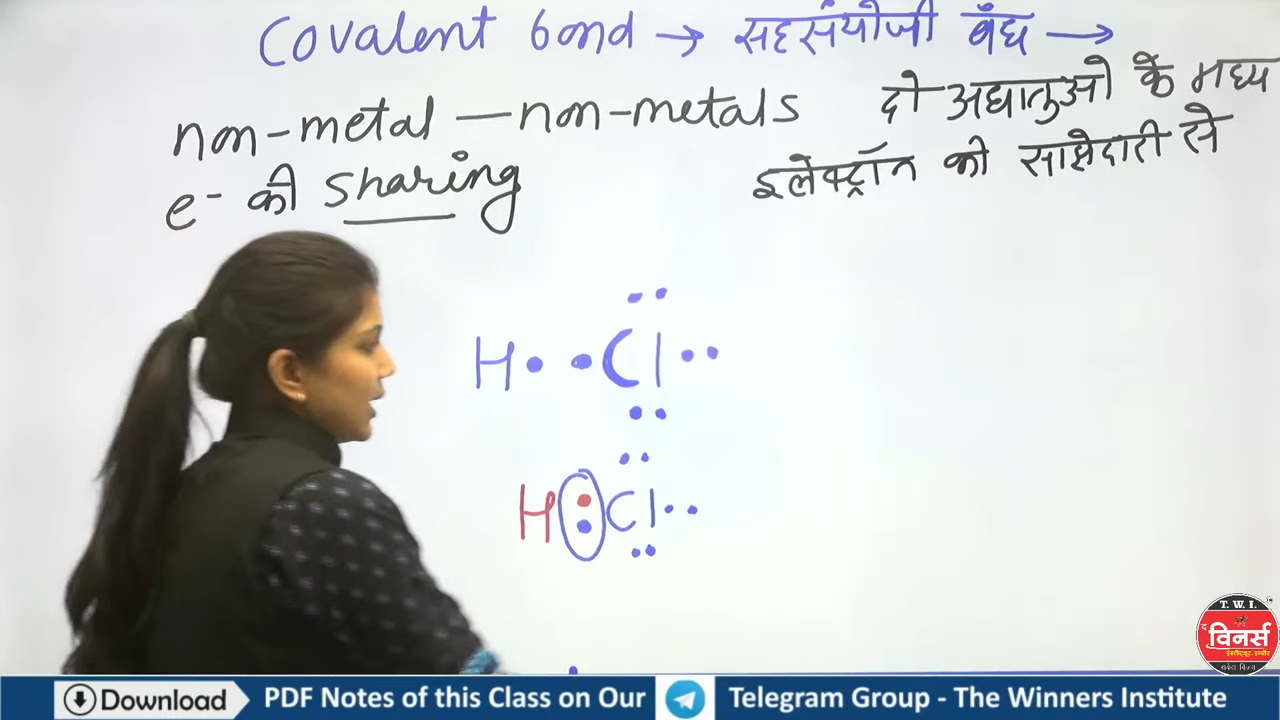 Covalent bond → सहसंयोजी बंध →
non-metal — non-metals
e⁻ की sharing
दो अधातुओ के मध्य
इलेक्ट्रॉन की साझेदारी से
H Cl
H Cl
T. W. I.
द विनर्स
Download PDF Notes of this Class on Our Telegram Group - The Winners Institute